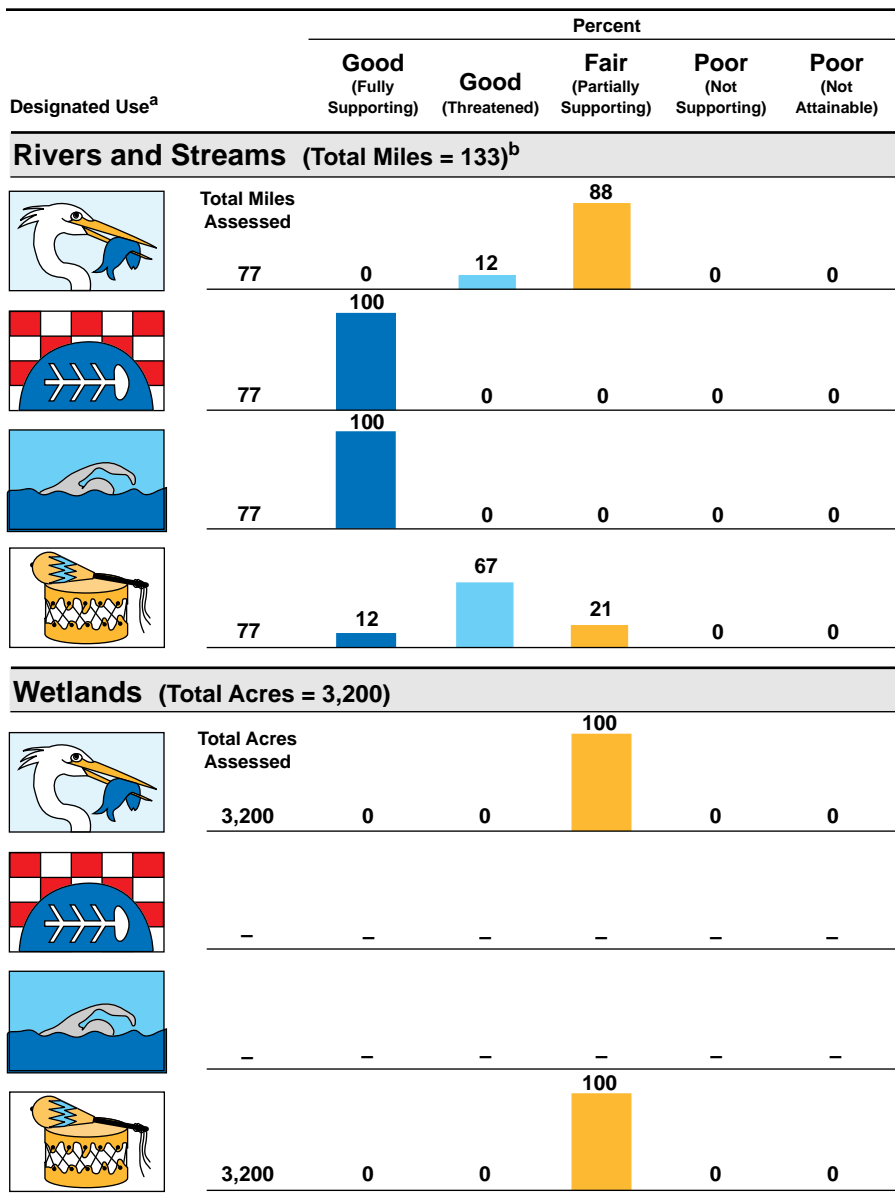 Percent
Designated Use^a
Good (Fully Supporting)
Good (Threatened)
Fair (Partially Supporting)
Poor (Not Supporting)
Poor (Not Attainable)
Rivers and Streams (Total Miles = 133)^b
Total Miles
Assessed
88
12
77 0 0 0
100
77 0 0 0 0
100
77 0 0 0 0
67
12 21
77 0 0
Wetlands (Total Acres = 3,200)
Total Acres
Assessed
100
3,200 0 0 0 0
– – – – – –
– – – – – –
100
3,200 0 0 0 0